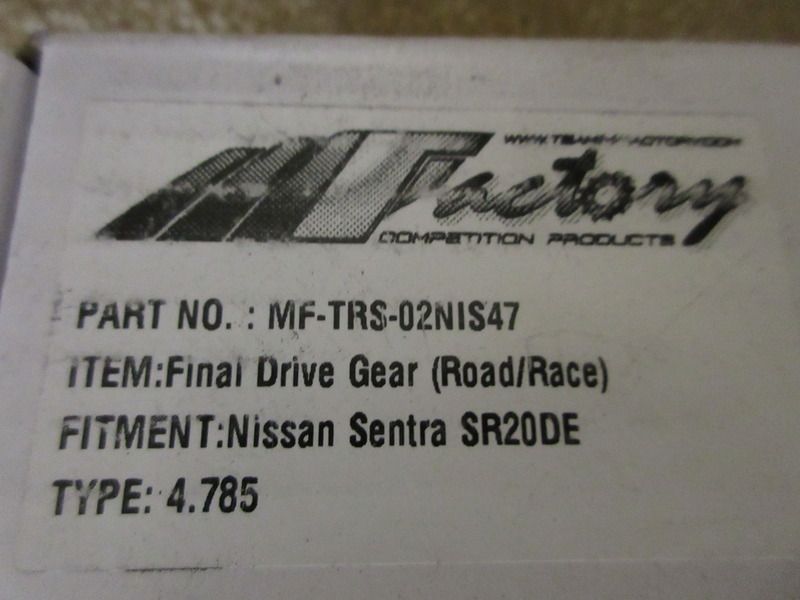 WWW.TEAMMFACTORY.COM
MFactory
COMPETITION PRODUCTS
PART NO. : MF-TRS-02NIS47
ITEM:Final Drive Gear (Road/Race)
FITMENT:Nissan Sentra SR20DE
TYPE: 4.785